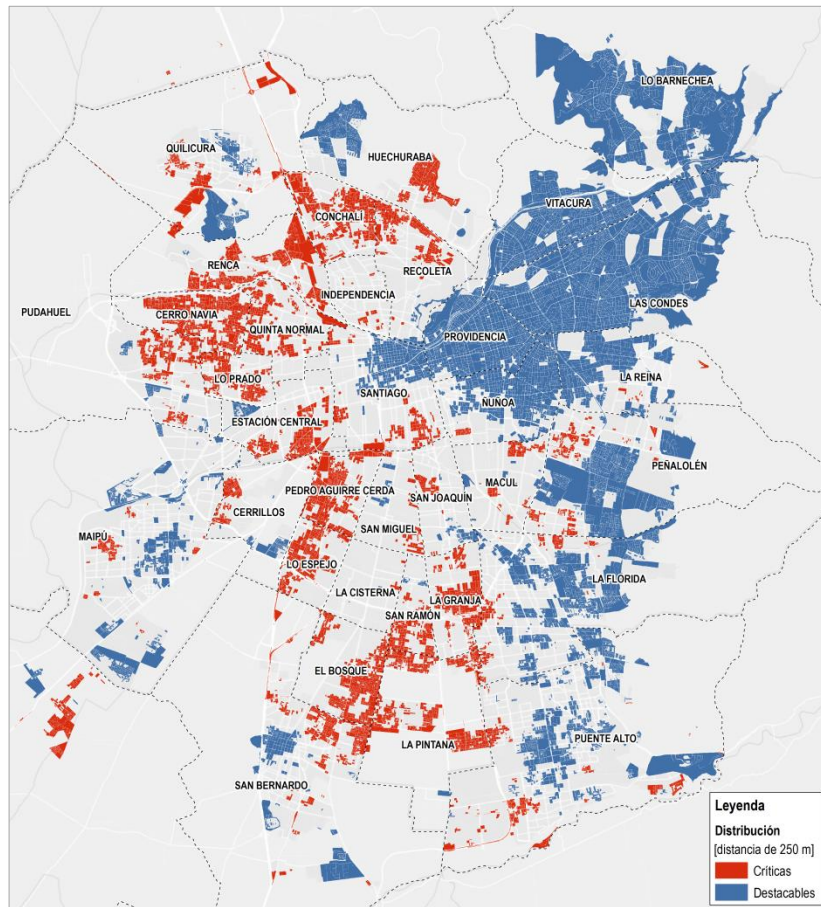 LO BARNECHEA
QUILICURA
HUECHURABA
VITACURA
CONCHALÍ
RENCA
RECOLETA
INDEPENDENCIA
LAS CONDES
PUDAHUEL
CERRO NAVIA
QUINTA NORMAL
PROVIDENCIA
LO PRADO
LA REINA
SANTIAGO
ÑUÑOA
ESTACIÓN CENTRAL
PEÑALOLÉN
MACUL
PEDRO AGUIRRE CERDA
SAN JOAQUÍN
CERRILLOS
SAN MIGUEL
MAIPÚ
LO ESPEJO
LA FLORIDA
LA CISTERNA
LA GRANJA
SAN RAMÓN
EL BOSQUE
PUENTE ALTO
LA PINTANA
SAN BERNARDO
Leyenda
Distribución
[distancia de 250 m]
Críticas
Destacables